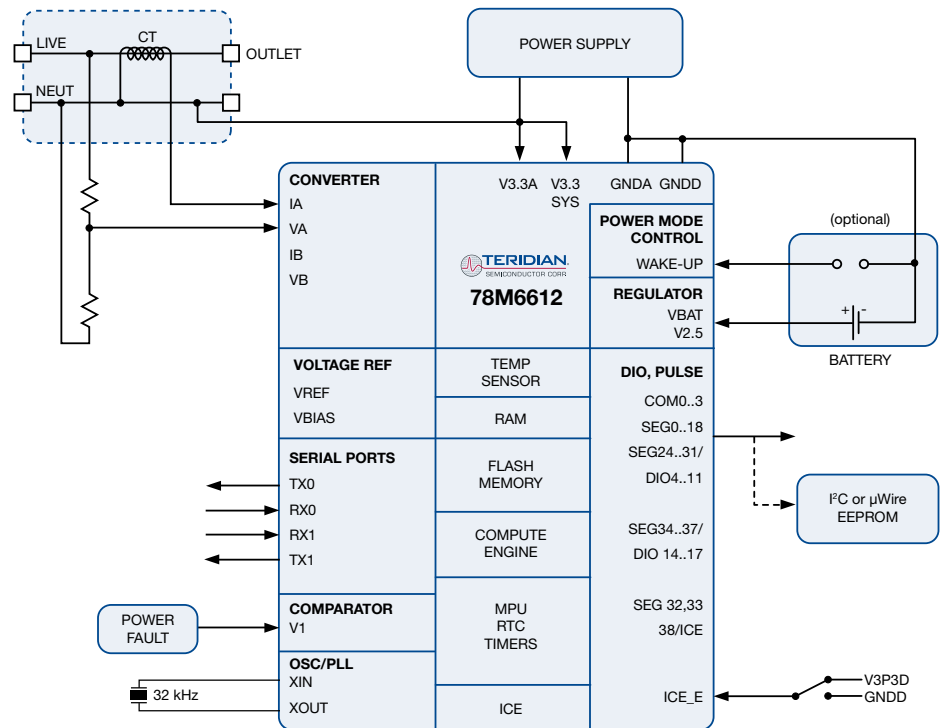 LIVE
CT
OUTLET
NEUT
POWER SUPPLY
CONVERTER
IA
VA
IB
VB
V3.3A
V3.3
SYS
GNDA
GNDD
TERIDIAN
SEMICONDUCTOR CORP.
78M6612
POWER MODE
CONTROL
WAKE-UP
REGULATOR
VBAT
V2.5
(optional)
+
-
BATTERY
VOLTAGE REF
VREF
VBIAS
TEMP
SENSOR
RAM
DIO, PULSE
COM0..3
SEG0..18
SEG24..31/
DIO4..11
SEG34..37/
DIO 14..17
SEG 32,33
38/ICE
ICE_E
SERIAL PORTS
TX0
RX0
RX1
TX1
FLASH
MEMORY
COMPUTE
ENGINE
I²C or µWire
EEPROM
COMPARATOR
V1
POWER
FAULT
MPU
RTC
TIMERS
OSC/PLL
XIN
XOUT
32 kHz
ICE
V3P3D
GNDD